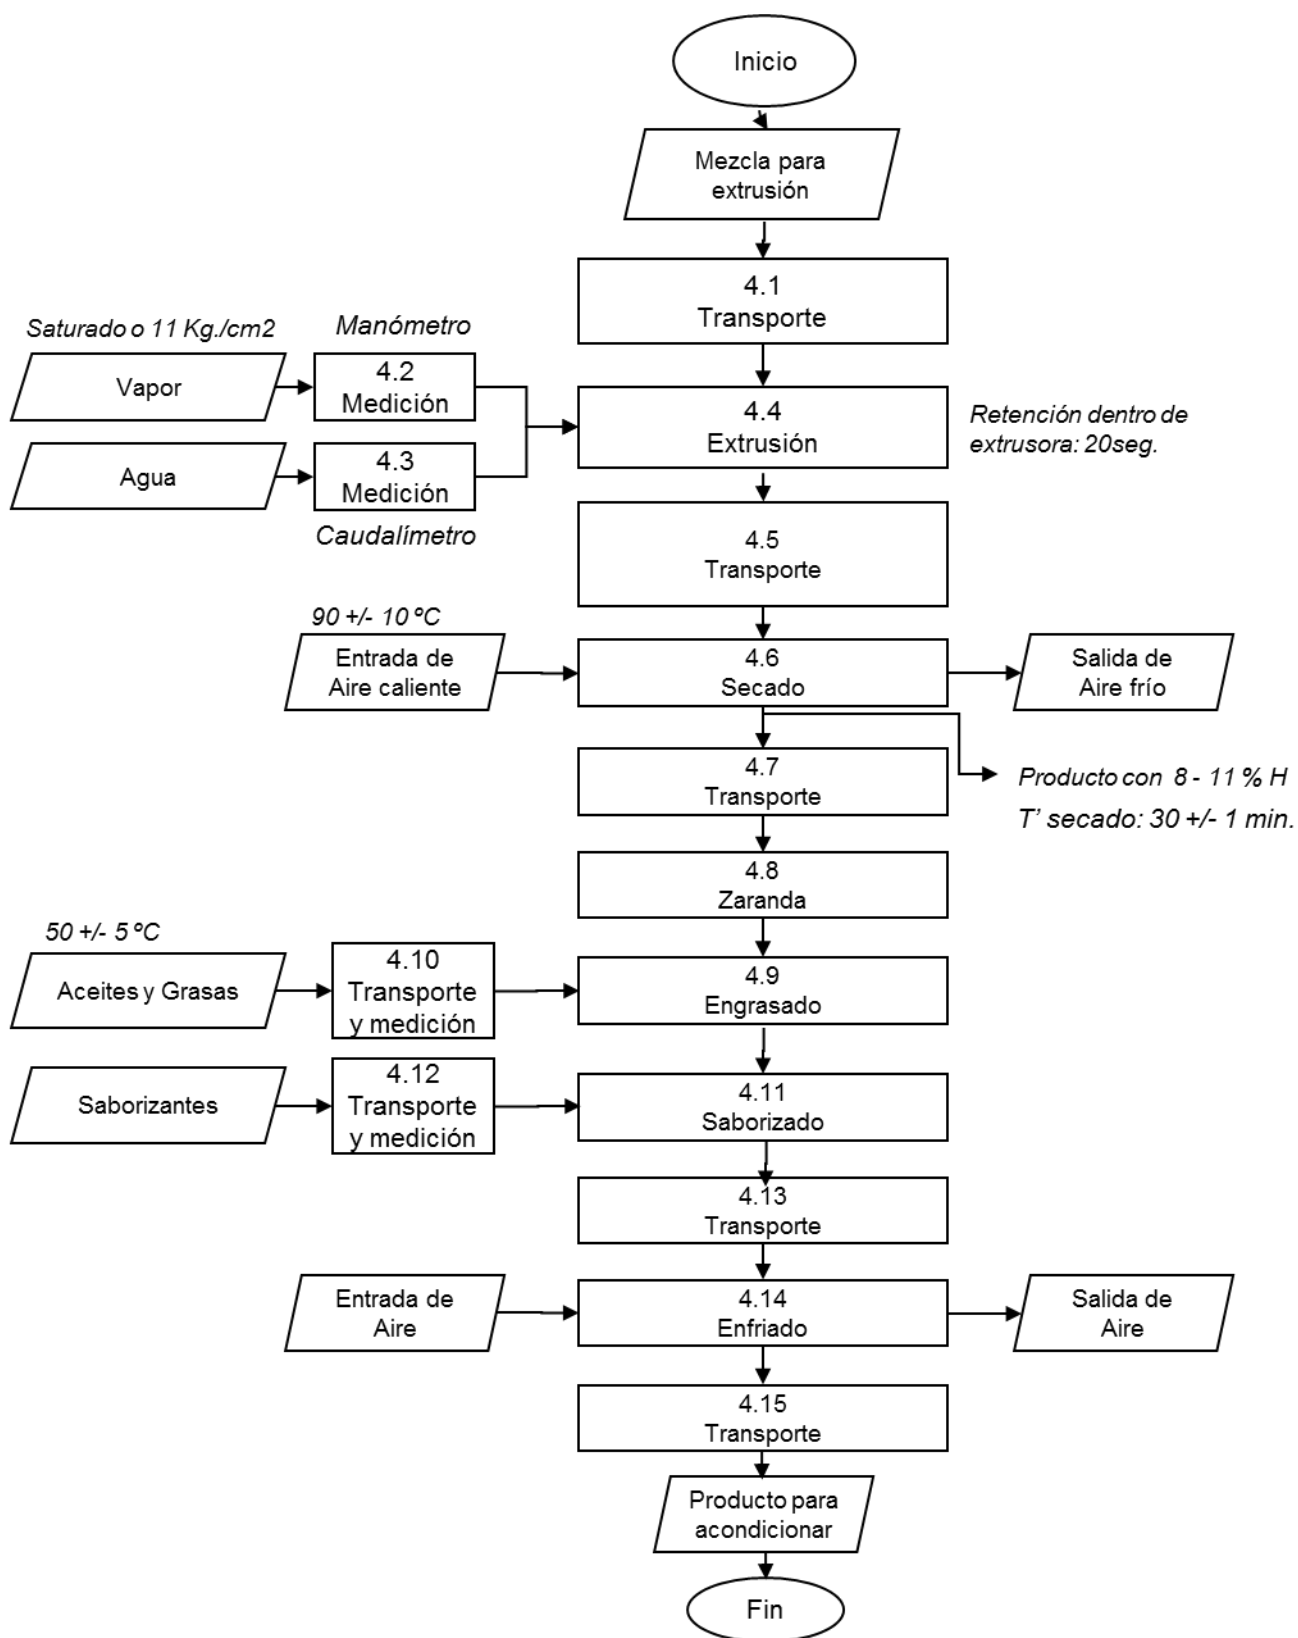 Inicio
Mezcla para
extrusión
4.1
Transporte
Saturado o 11 Kg./cm2
Manómetro
Vapor
4.2
Medición
4.4
Extrusión
Retención dentro de
extrusora: 20seg.
Agua
4.3
Medición
Caudalímetro
4.5
Transporte
90 +/- 10 ºC
Entrada de
Aire caliente
4.6
Secado
Salida de
Aire frío
4.7
Transporte
Producto con 8 - 11 % H
T’ secado: 30 +/- 1 min.
4.8
Zaranda
50 +/- 5 ºC
Aceites y Grasas
4.10
Transporte
y medición
4.9
Engrasado
Saborizantes
4.12
Transporte
y medición
4.11
Saborizado
4.13
Transporte
Entrada de
Aire
4.14
Enfriado
Salida de
Aire
4.15
Transporte
Producto para
acondicionar
Fin